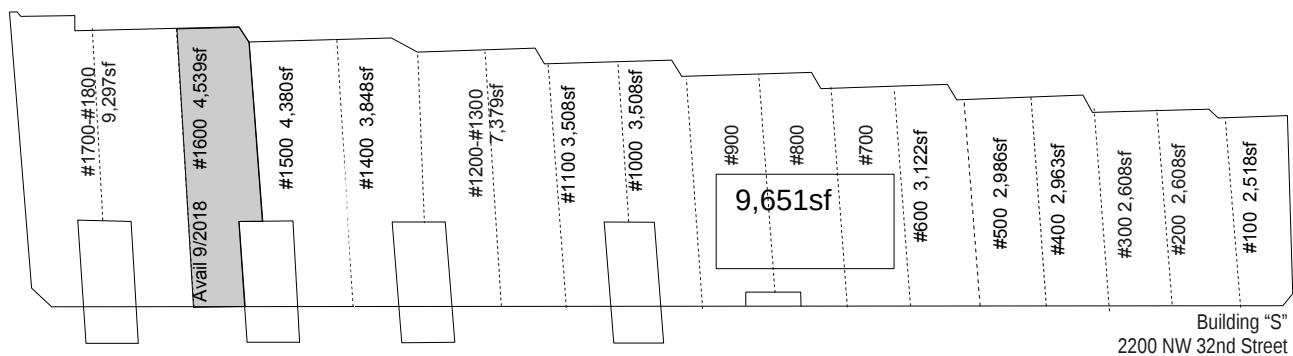 #1700-#1800
9,297sf
Avail 9/2018 #1600 4,539sf
#1500 4,380sf
#1400 3,848sf
#1200-#1300
7,379sf
#1100 3,508sf
#1000 3,508sf
#900
#800
#700
9,651sf
#600 3,122sf
#500 2,986sf
#400 2,963sf
#300 2,608sf
#200 2,608sf
#100 2,518sf
Building “S”
2200 NW 32nd Street